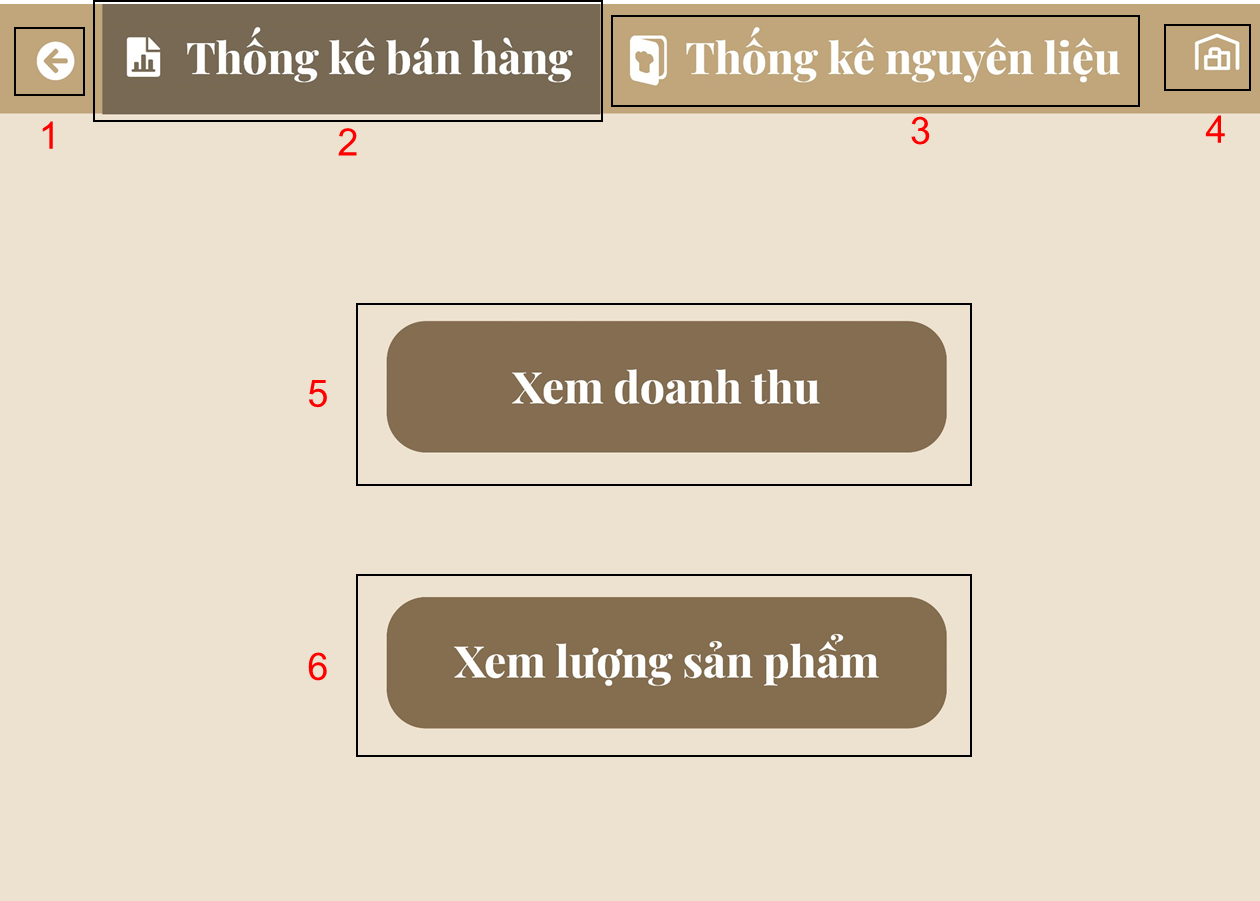 Thống kê bán hàng
Thống kê nguyên liệu
1
2
3
4
5
Xem doanh thu
6
Xem lượng sản phẩm